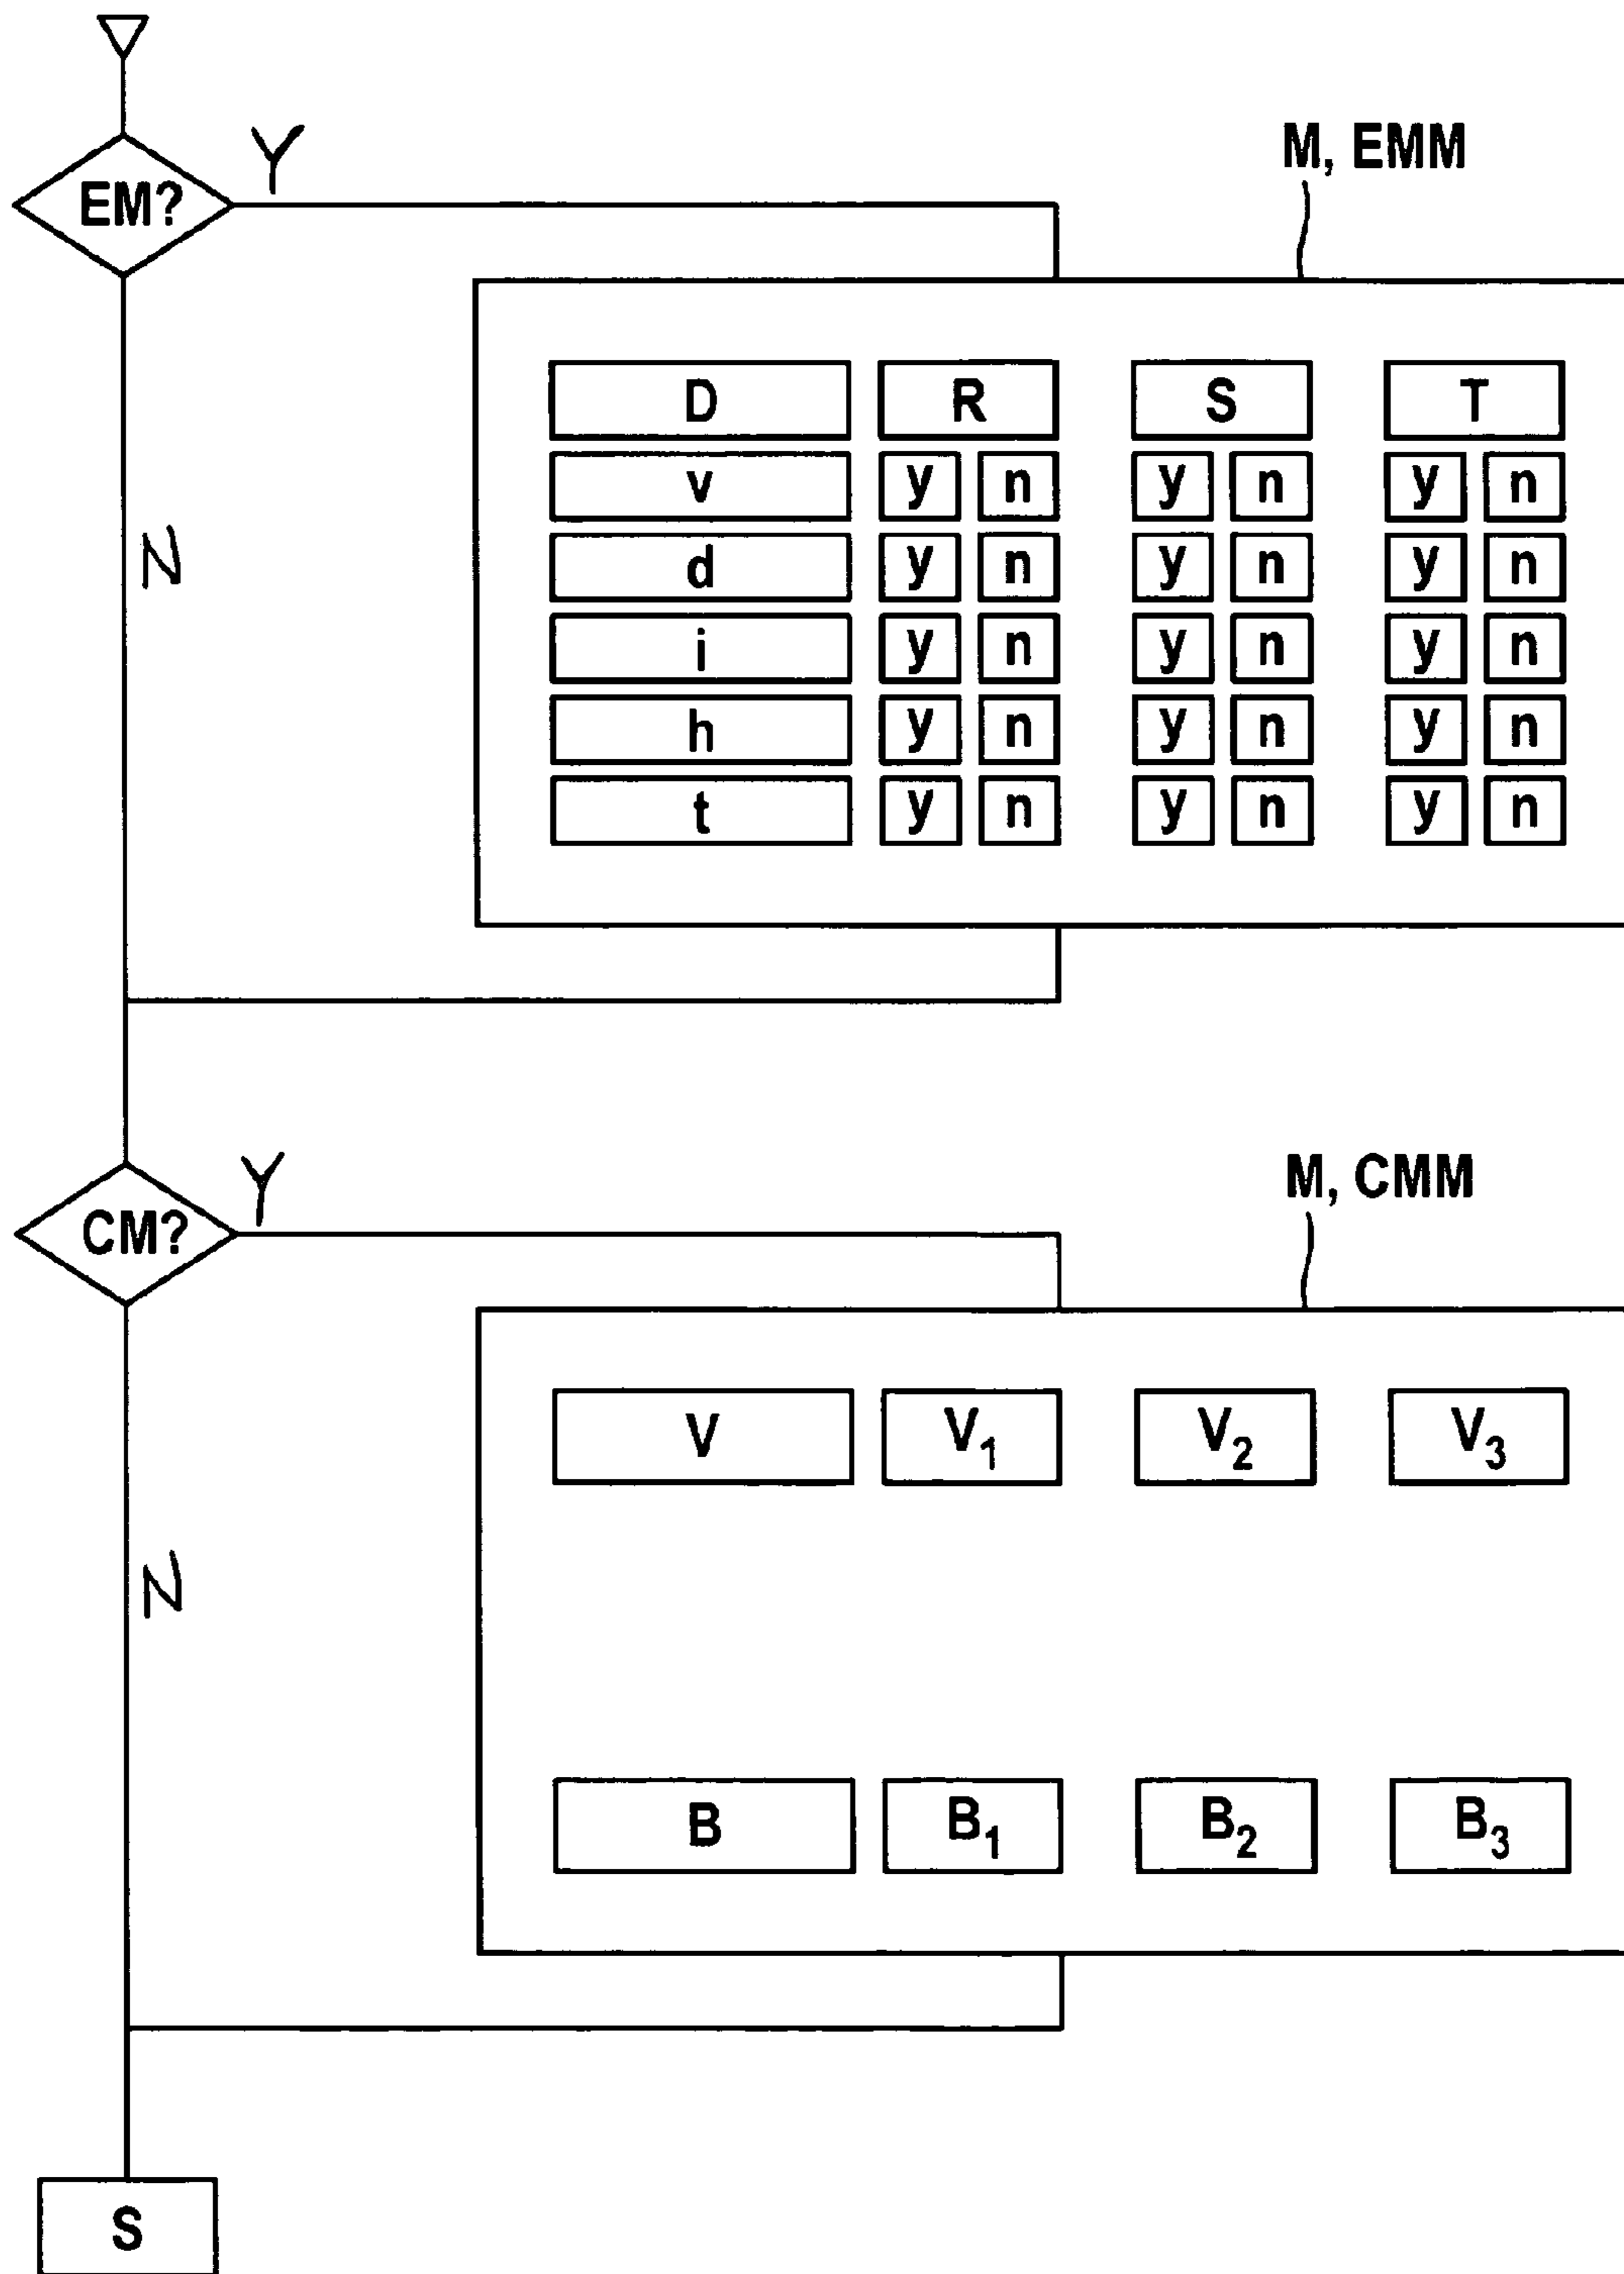 Y
M, EMM
EM?
D R S T
v y n y n y n
d y n y n y n
N
i y n y n y n
h y n y n y n
t y n y n y n
Y
M, CMM
CM?
V V₁ V₂ V₃
N
B B₁ B₂ B₃
S